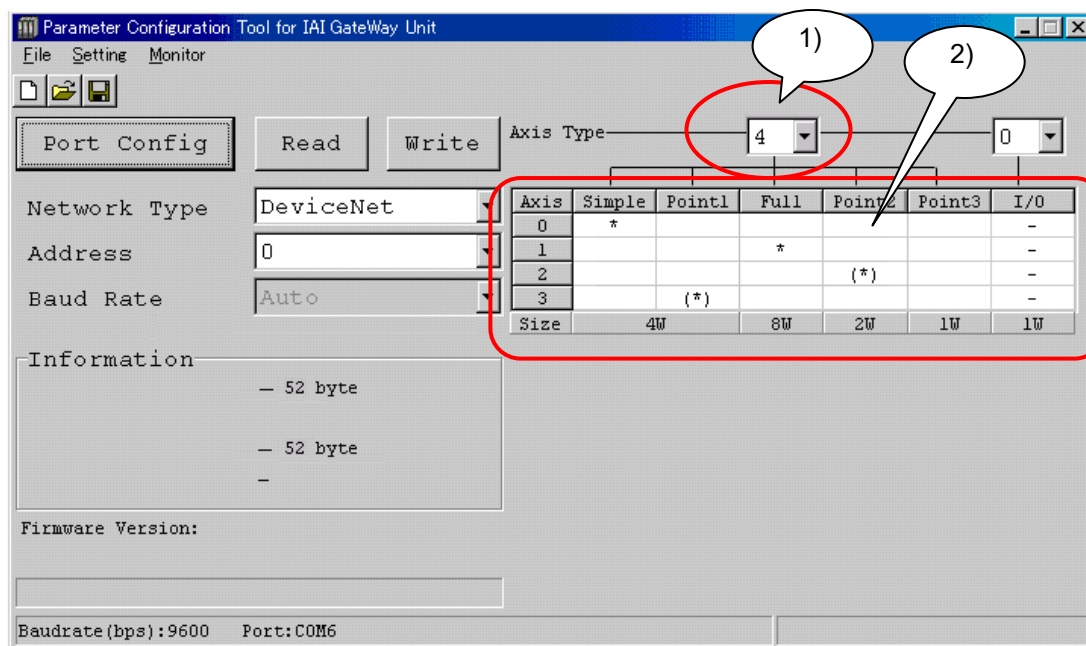 Parameter Configuration Tool for IAI GateWay Unit
File Setting Monitor
1)
2)
Port Config Read Write
Axis Type 4 0
Network Type DeviceNet
Address 0
Baud Rate Auto
Axis Simple Point1 Full Point2 Point3 I/O
0 * -
1 * -
2 (*) -
3 (*) -
Size 4W 8W 2W 1W 1W
Information
— 52 byte
— 52 byte
—
Firmware Version:
Baudrate(bps):9600 Port:COM6